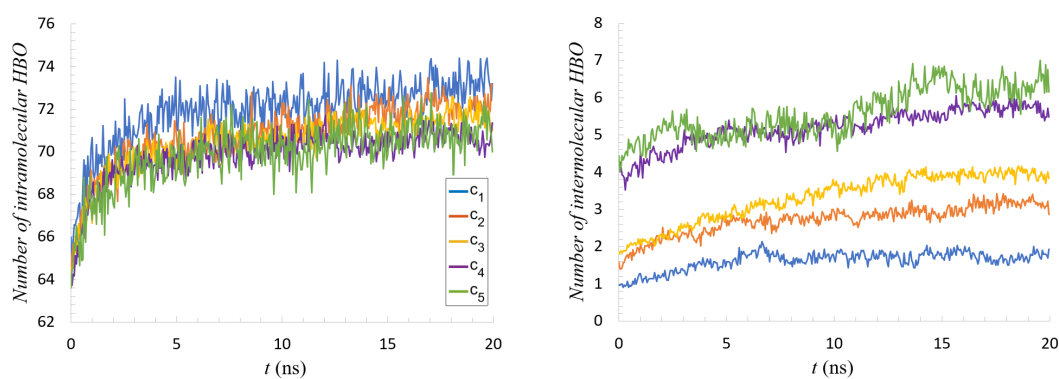 Number of intramolecular HBO
76
74
72
70
68
66
64
62
0 5 10 15 20
t (ns)
c1
c2
c3
c4
c5
Number of intermolecular HBO
8
7
6
5
4
3
2
1
0
0 5 10 15 20
t (ns)